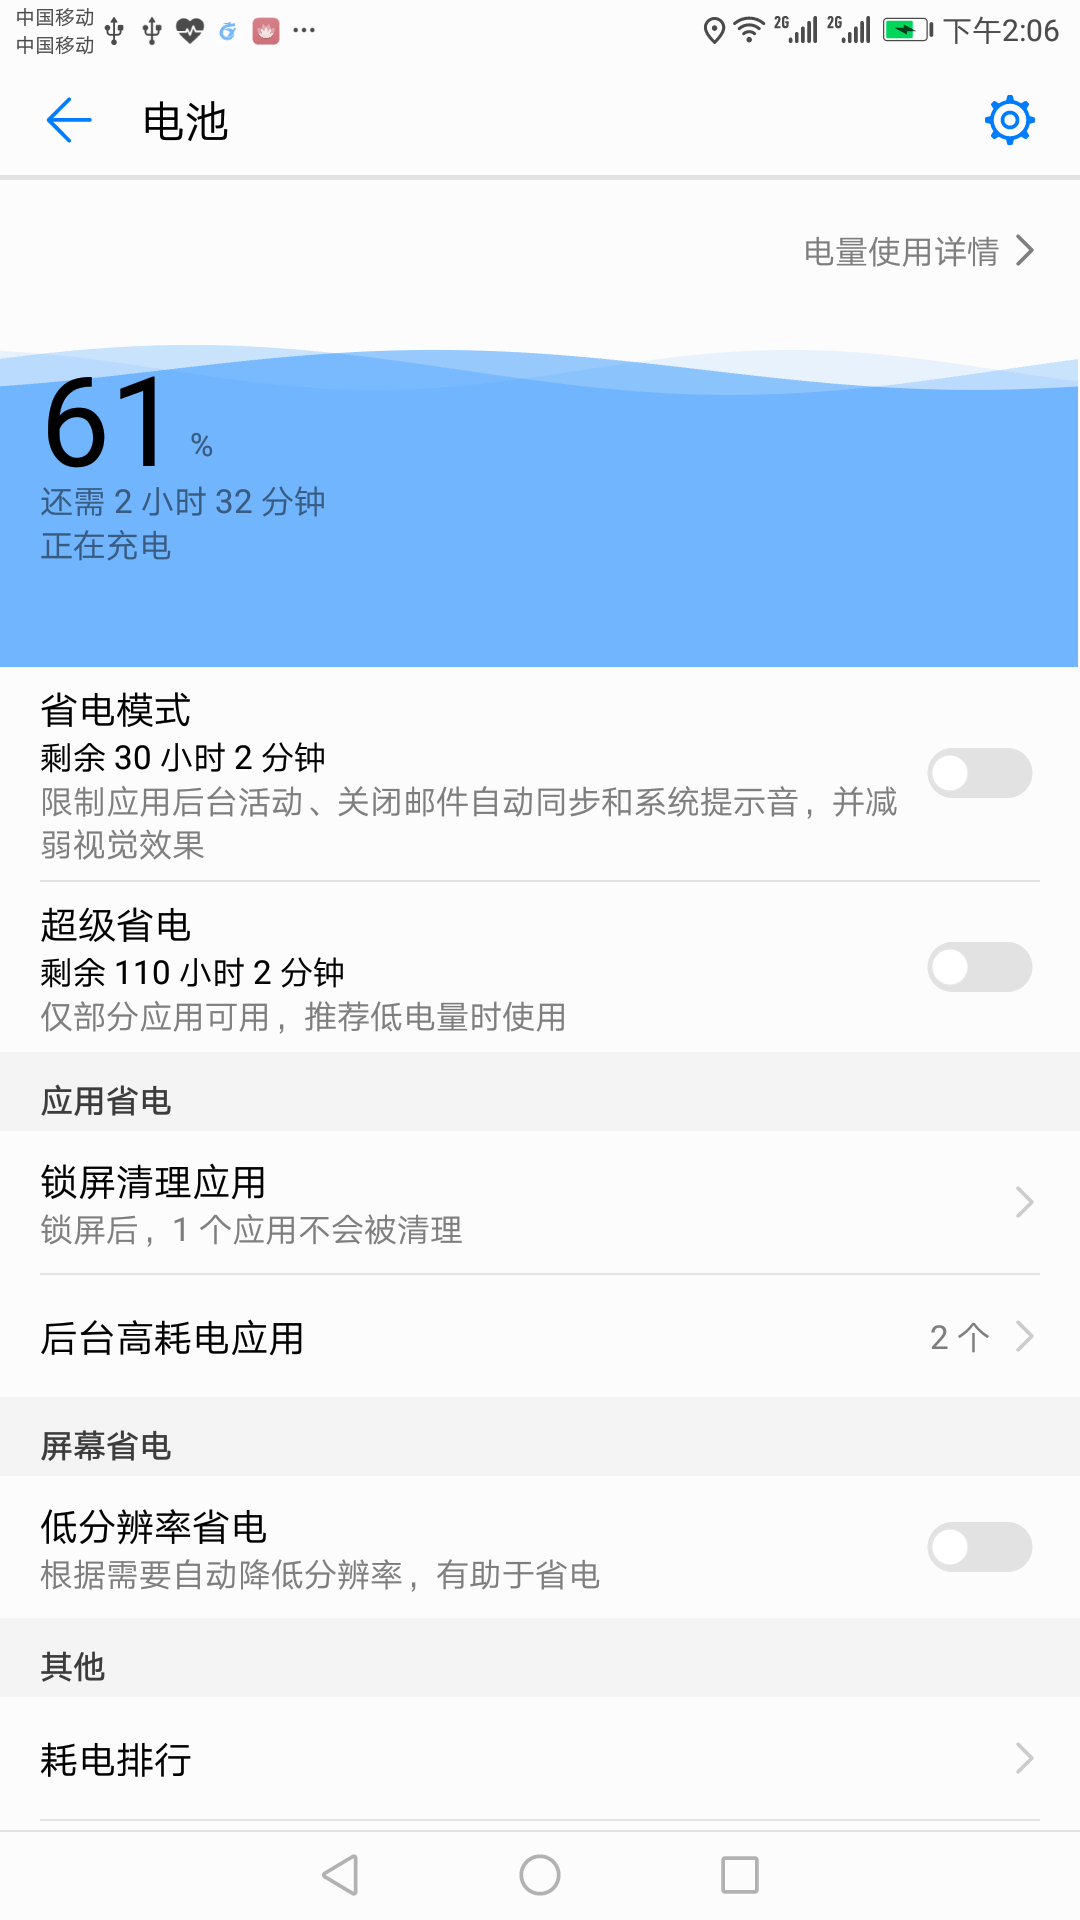 中国移动
中国移动
2G
2G
下午2:06
电池
电量使用详情
61 %
还需 2 小时 32 分钟
正在充电
省电模式
剩余 30 小时 2 分钟
限制应用后台活动、关闭邮件自动同步和系统提示音，并减
弱视觉效果
超级省电
剩余 110 小时 2 分钟
仅部分应用可用，推荐低电量时使用
应用省电
锁屏清理应用
锁屏后，1 个应用不会被清理
后台高耗电应用
2 个
屏幕省电
低分辨率省电
根据需要自动降低分辨率，有助于省电
其他
耗电排行